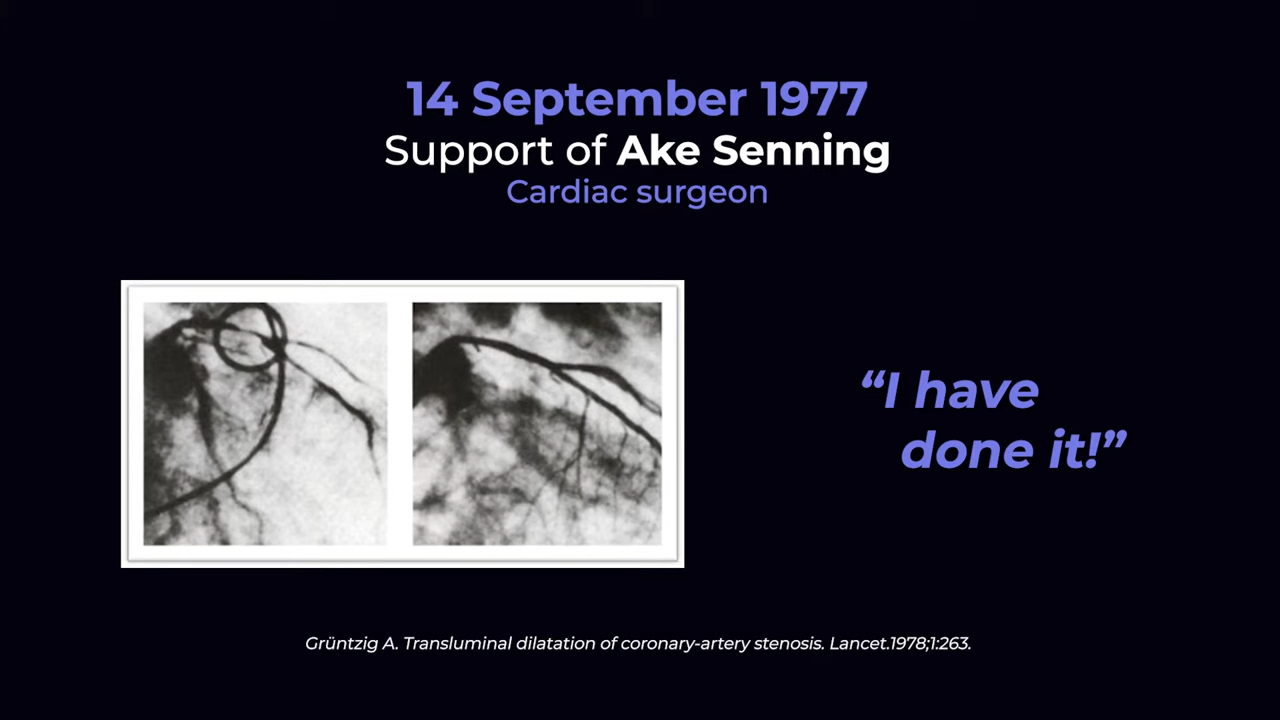 14 September 1977
Support of Ake Senning
Cardiac surgeon
“I have
done it!”
Grüntzig A. Transluminal dilatation of coronary-artery stenosis. Lancet.1978;1:263.